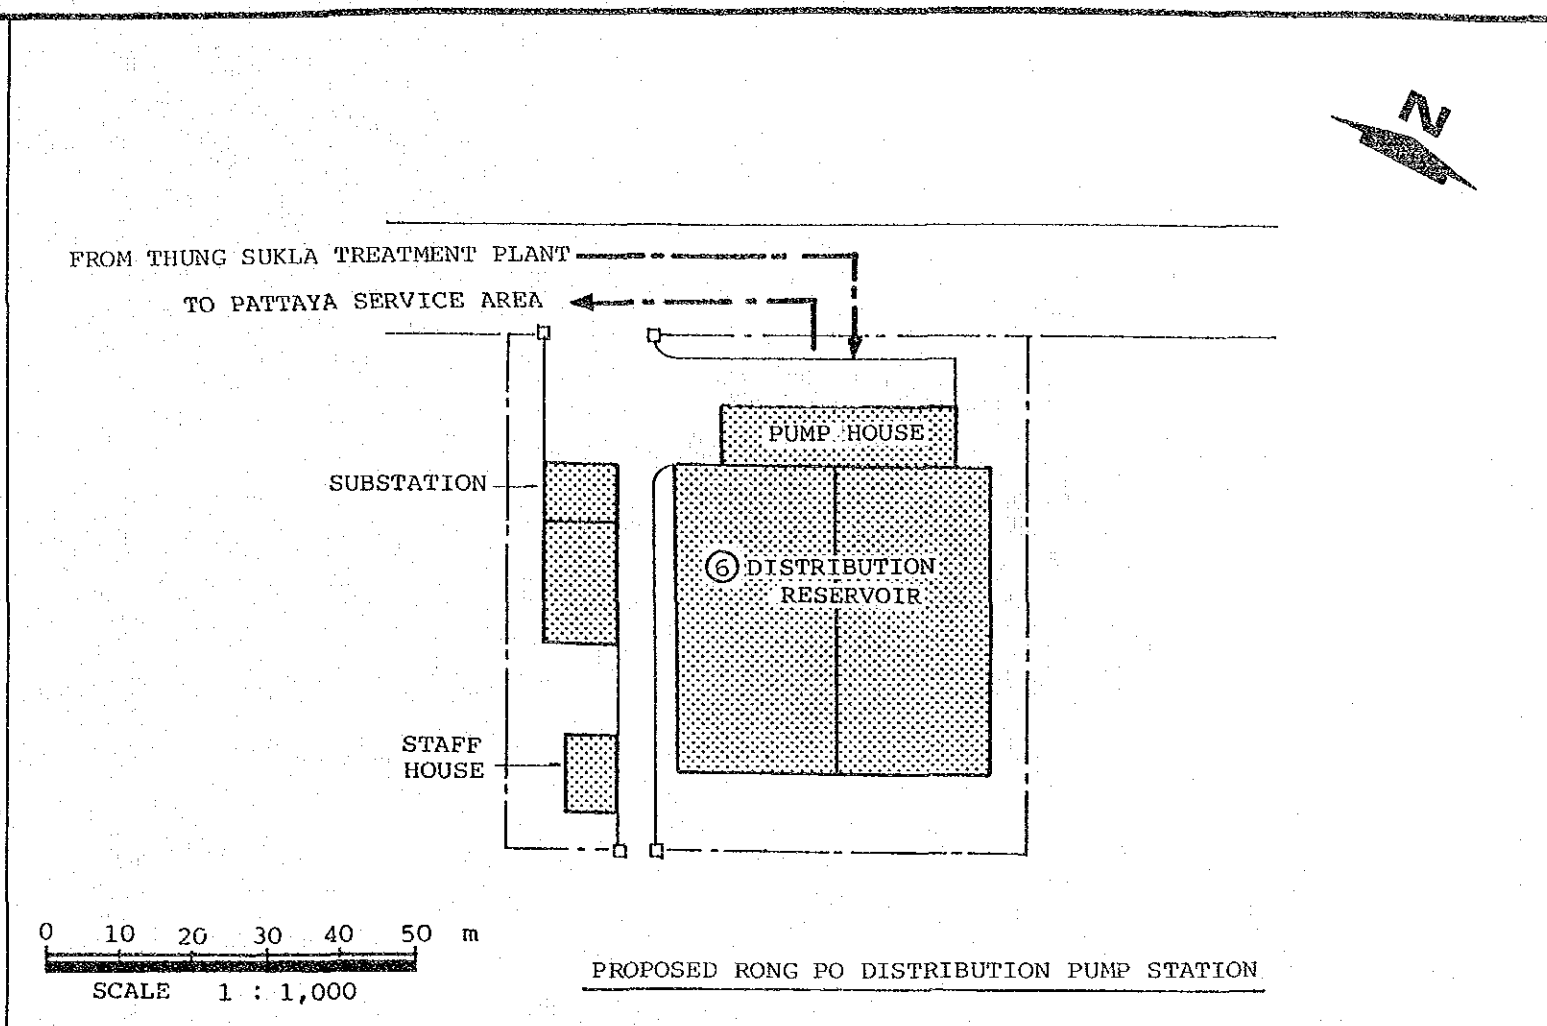 N
FROM THUNG SUKLA TREATMENT PLANT
TO PATTAYA SERVICE AREA
PUMP HOUSE
SUBSTATION
6 DISTRIBUTION
RESERVOIR
STAFF
HOUSE
0 10 20 30 40 50 m
SCALE 1 : 1,000
PROPOSED RONG PO DISTRIBUTION PUMP STATION